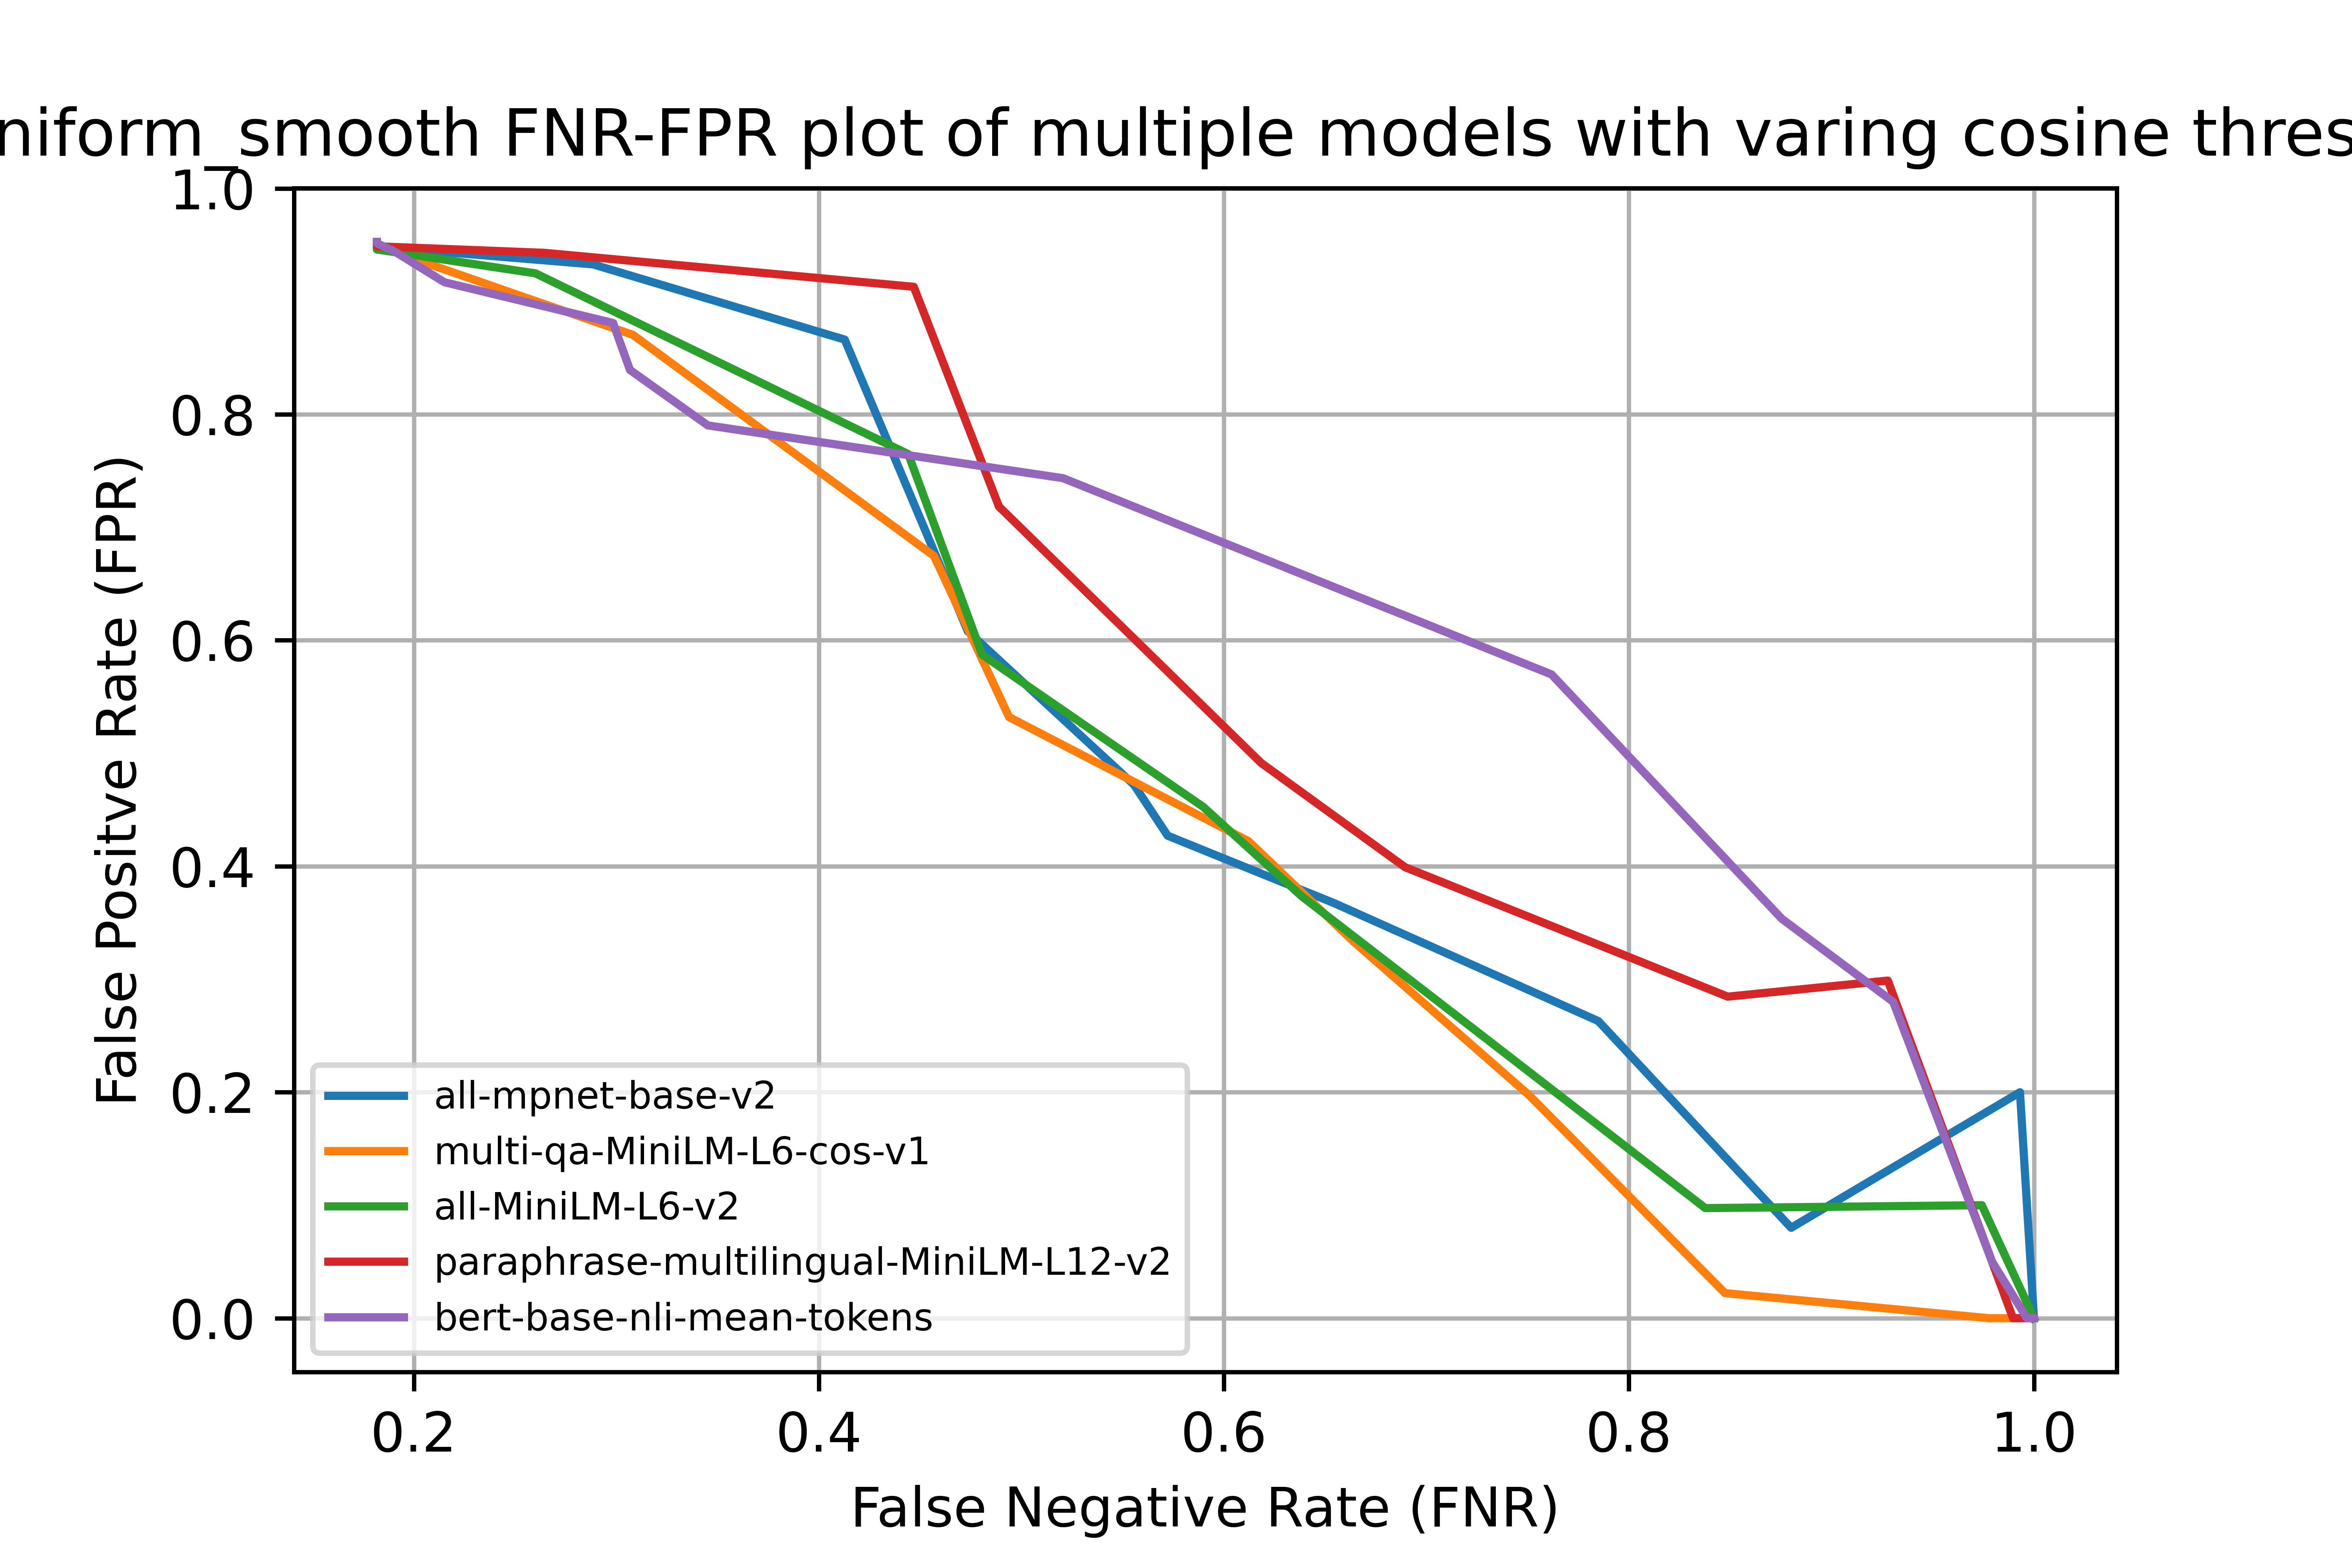 niform_smooth FNR-FPR plot of multiple models with varing cosine thres
1.0
0.8
0.6
0.4
0.2
0.0
False Positive Rate (FPR)
all-mpnet-base-v2
multi-qa-MiniLM-L6-cos-v1
all-MiniLM-L6-v2
paraphrase-multilingual-MiniLM-L12-v2
bert-base-nli-mean-tokens
0.2 0.4 0.6 0.8 1.0
False Negative Rate (FNR)